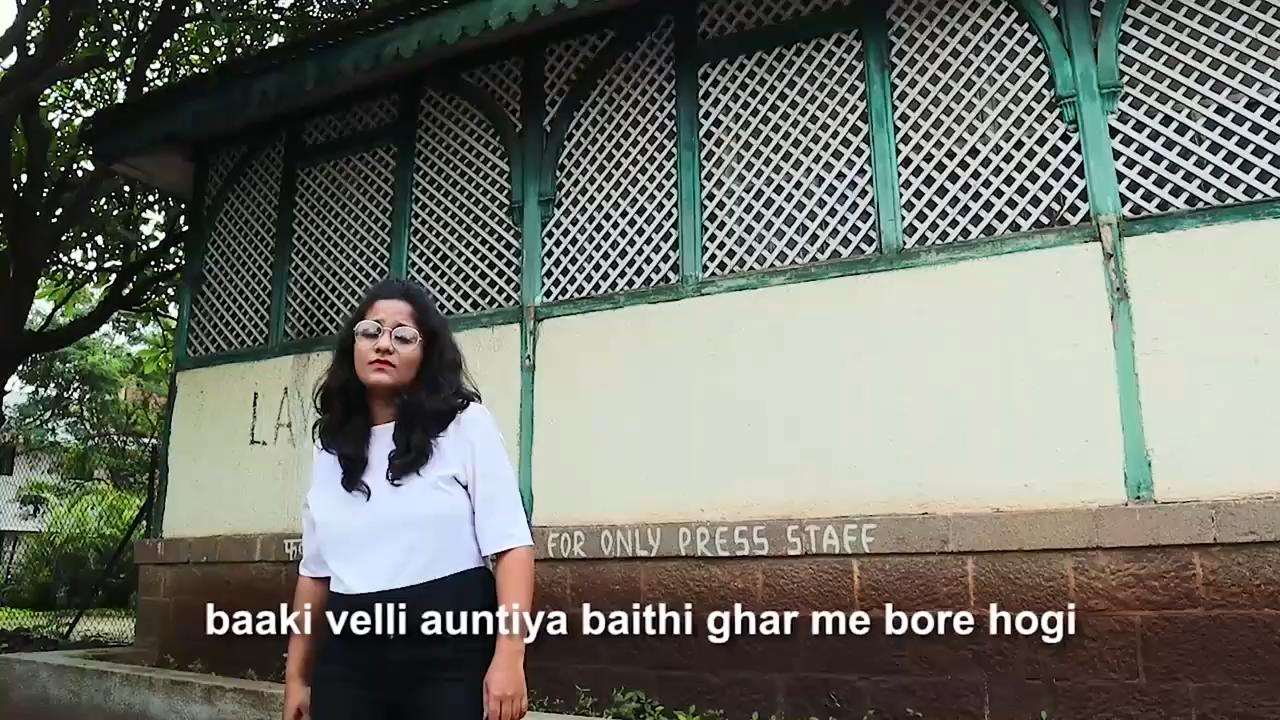 LA
FOR ONLY PRESS STAFF
baaki velli auntiya baithi ghar me bore hogi